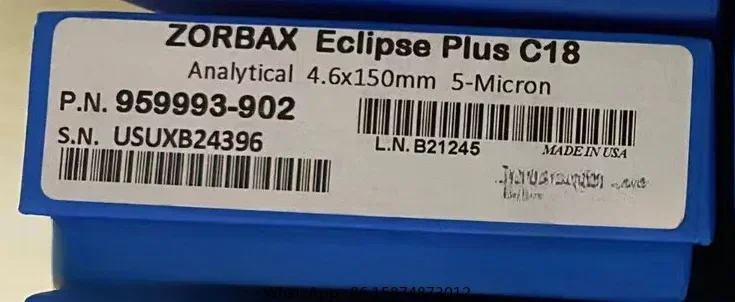 ZORBAX Eclipse Plus C18
Analytical 4.6x150mm 5-Micron
P.N. 959993-902
S.N. USUXB24396
L.N. B21245
MADE IN USA